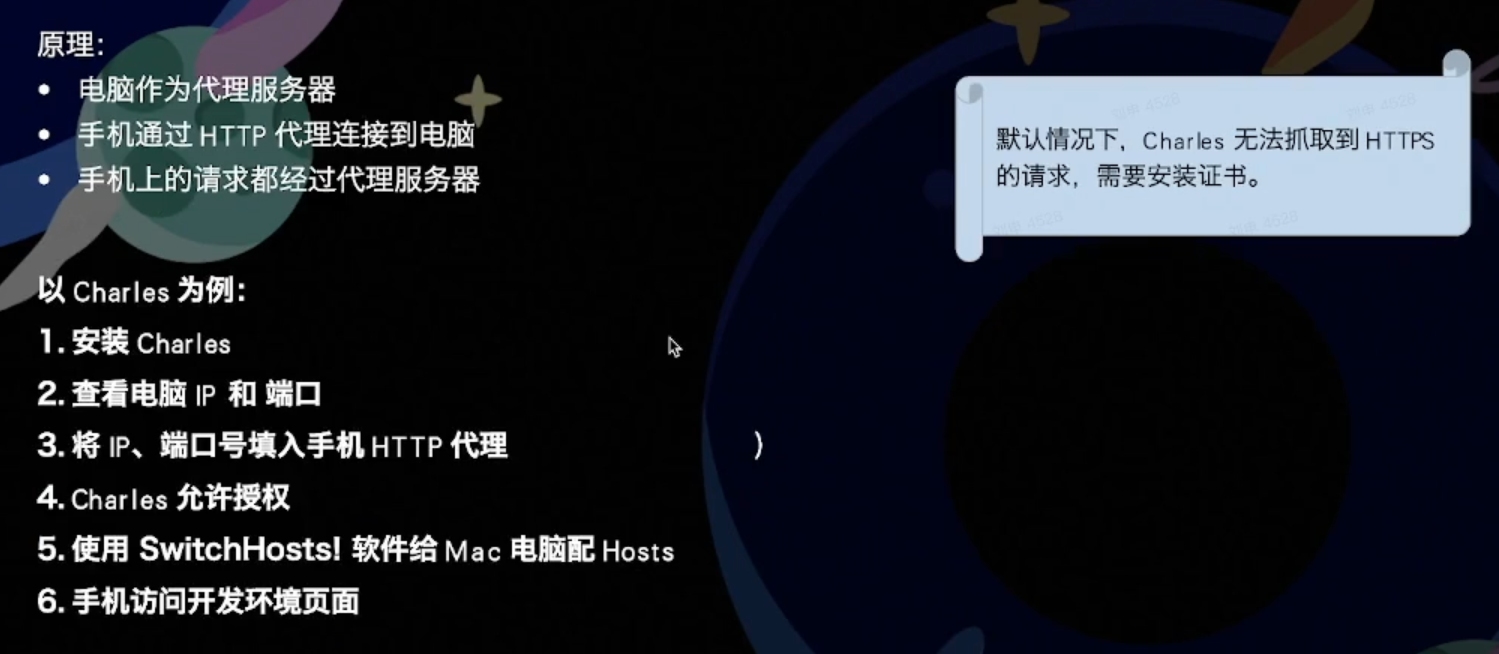 原理：
• 电脑作为代理服务器
• 手机通过 HTTP 代理连接到电脑
• 手机上的请求都经过代理服务器
以 Charles 为例：
1. 安装 Charles
2. 查看电脑 IP 和 端口
3. 将 IP、端口号填入手机 HTTP 代理 )
4. Charles 允许授权
5. 使用 SwitchHosts! 软件给 Mac 电脑配 Hosts
6. 手机访问开发环境页面
默认情况下，Charles 无法抓取到 HTTPS
的请求，需要安装证书。